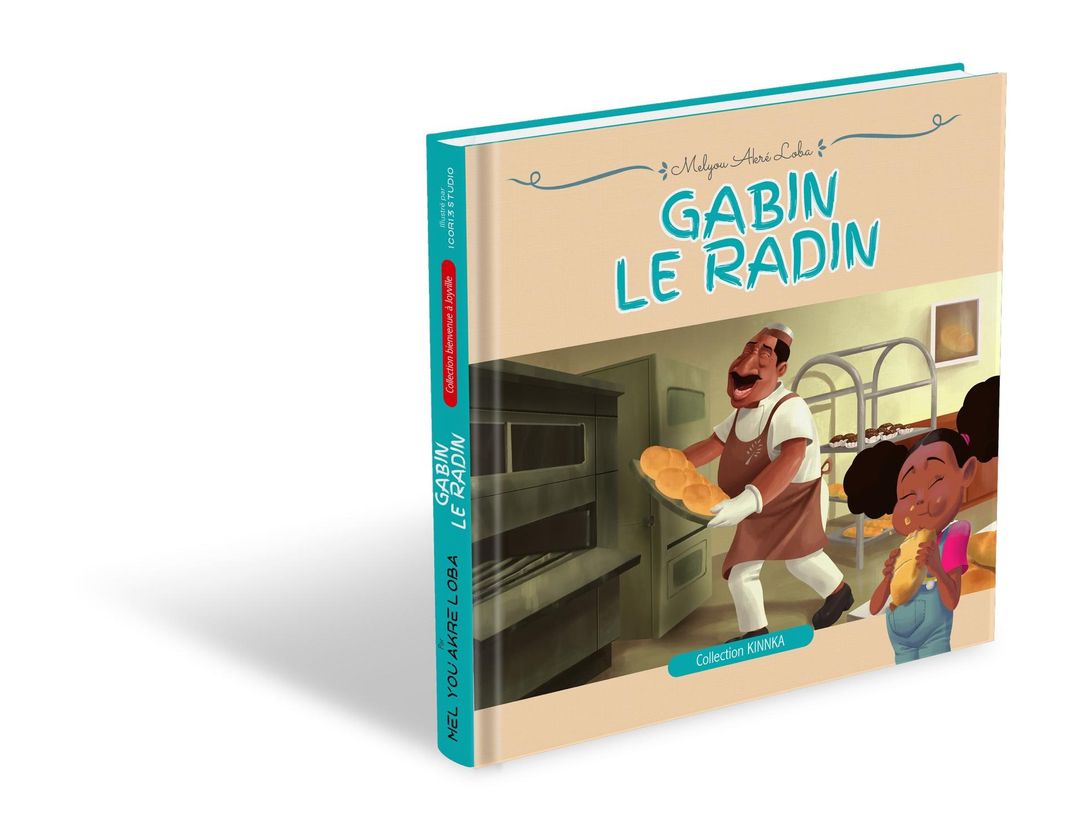 Melyou Akré Loba
GABIN
LE RADIN
Collection KINNKA
Illustré par
ICORI3 STUDIO
Collection bienvenue à Joyville
GABIN
LE RADIN
Par
MEL YOU AKRE LOBA